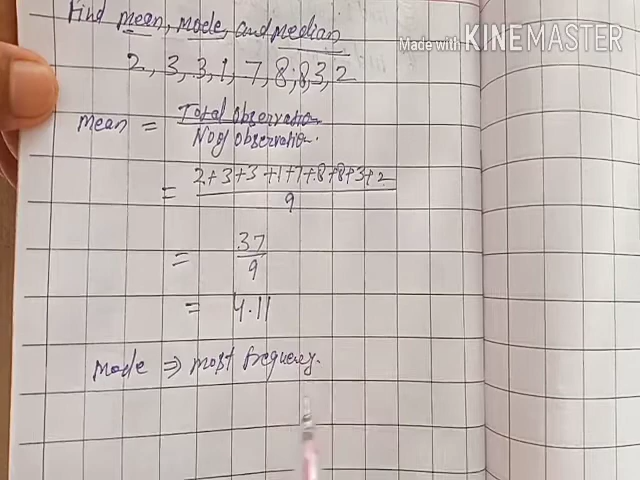 Find mean, mode, and median
Made with KINEMASTER
2, 3, 3, 1, 7, 8, 8, 3, 2
Mean = Total observation
No of observation.
= 2+3+3+1+7+8+8+3+2
9
= 37
9
= 4.11
Mode ⇒ most frequency.